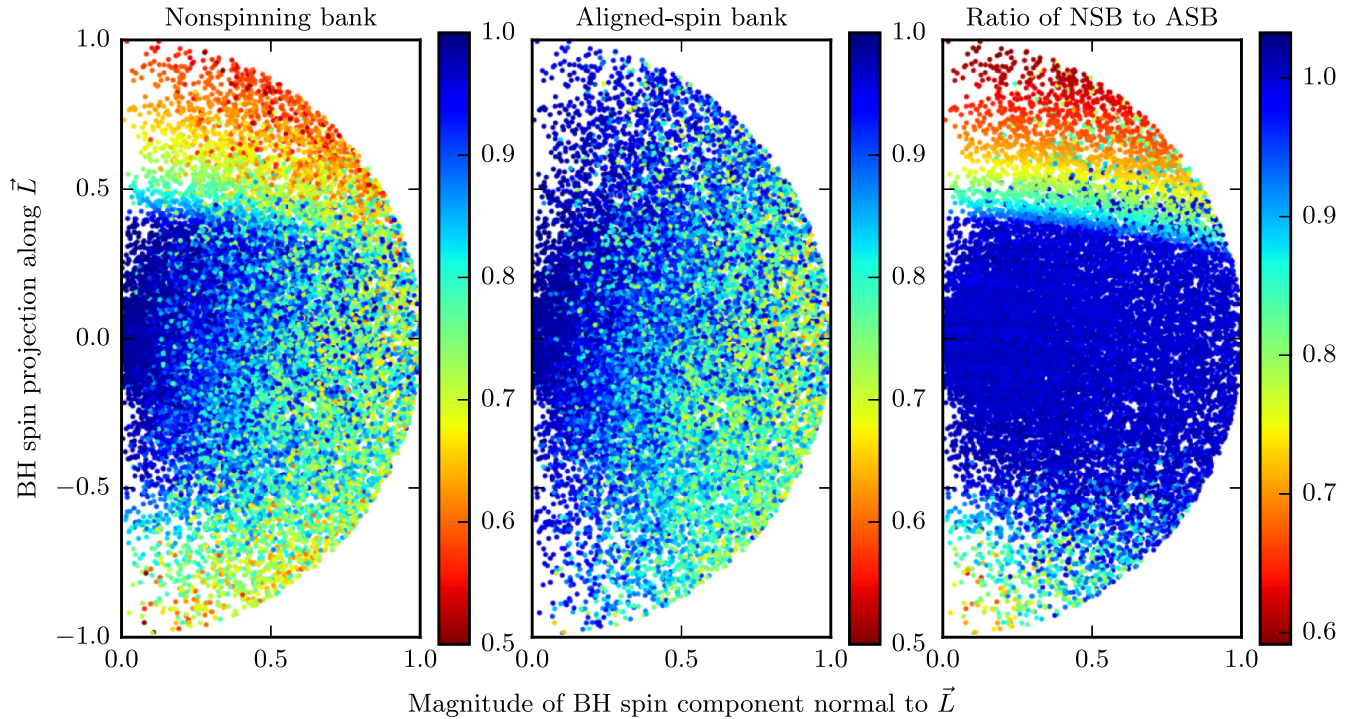 Nonspinning bank
Aligned-spin bank
Ratio of NSB to ASB
BH spin projection along \vec{L}
1.0
0.5
0.0
−0.5
−1.0
0.0 0.5 1.0
1.0
0.9
0.8
0.7
0.6
0.5
0.0 0.5 1.0
1.0
0.9
0.8
0.7
0.6
0.5
0.0 0.5 1.0
1.0
0.9
0.8
0.7
0.6
Magnitude of BH spin component normal to \vec{L}